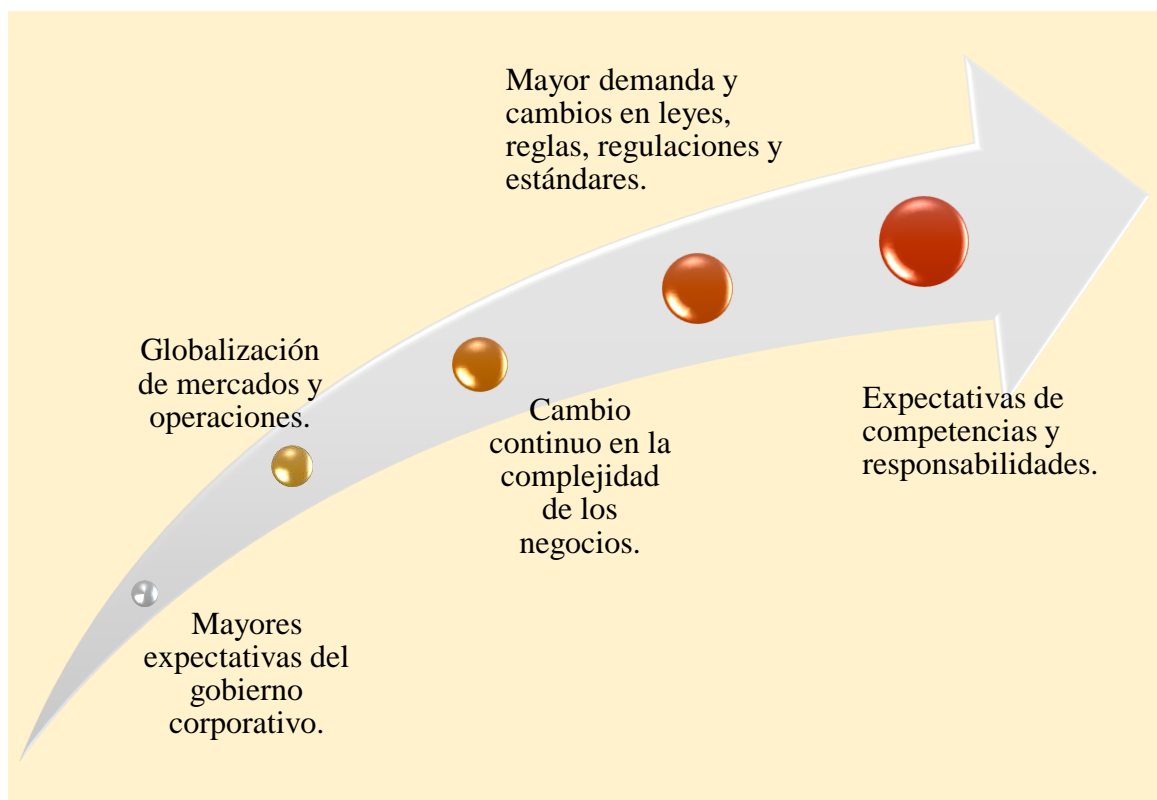 Mayor demanda y
cambios en leyes,
reglas, regulaciones y
estándares.
Globalización
de mercados y
operaciones.
Cambio
continuo en la
complejidad
de los
negocios.
Expectativas de
competencias y
responsabilidades.
Mayores
expectativas del
gobierno
corporativo.